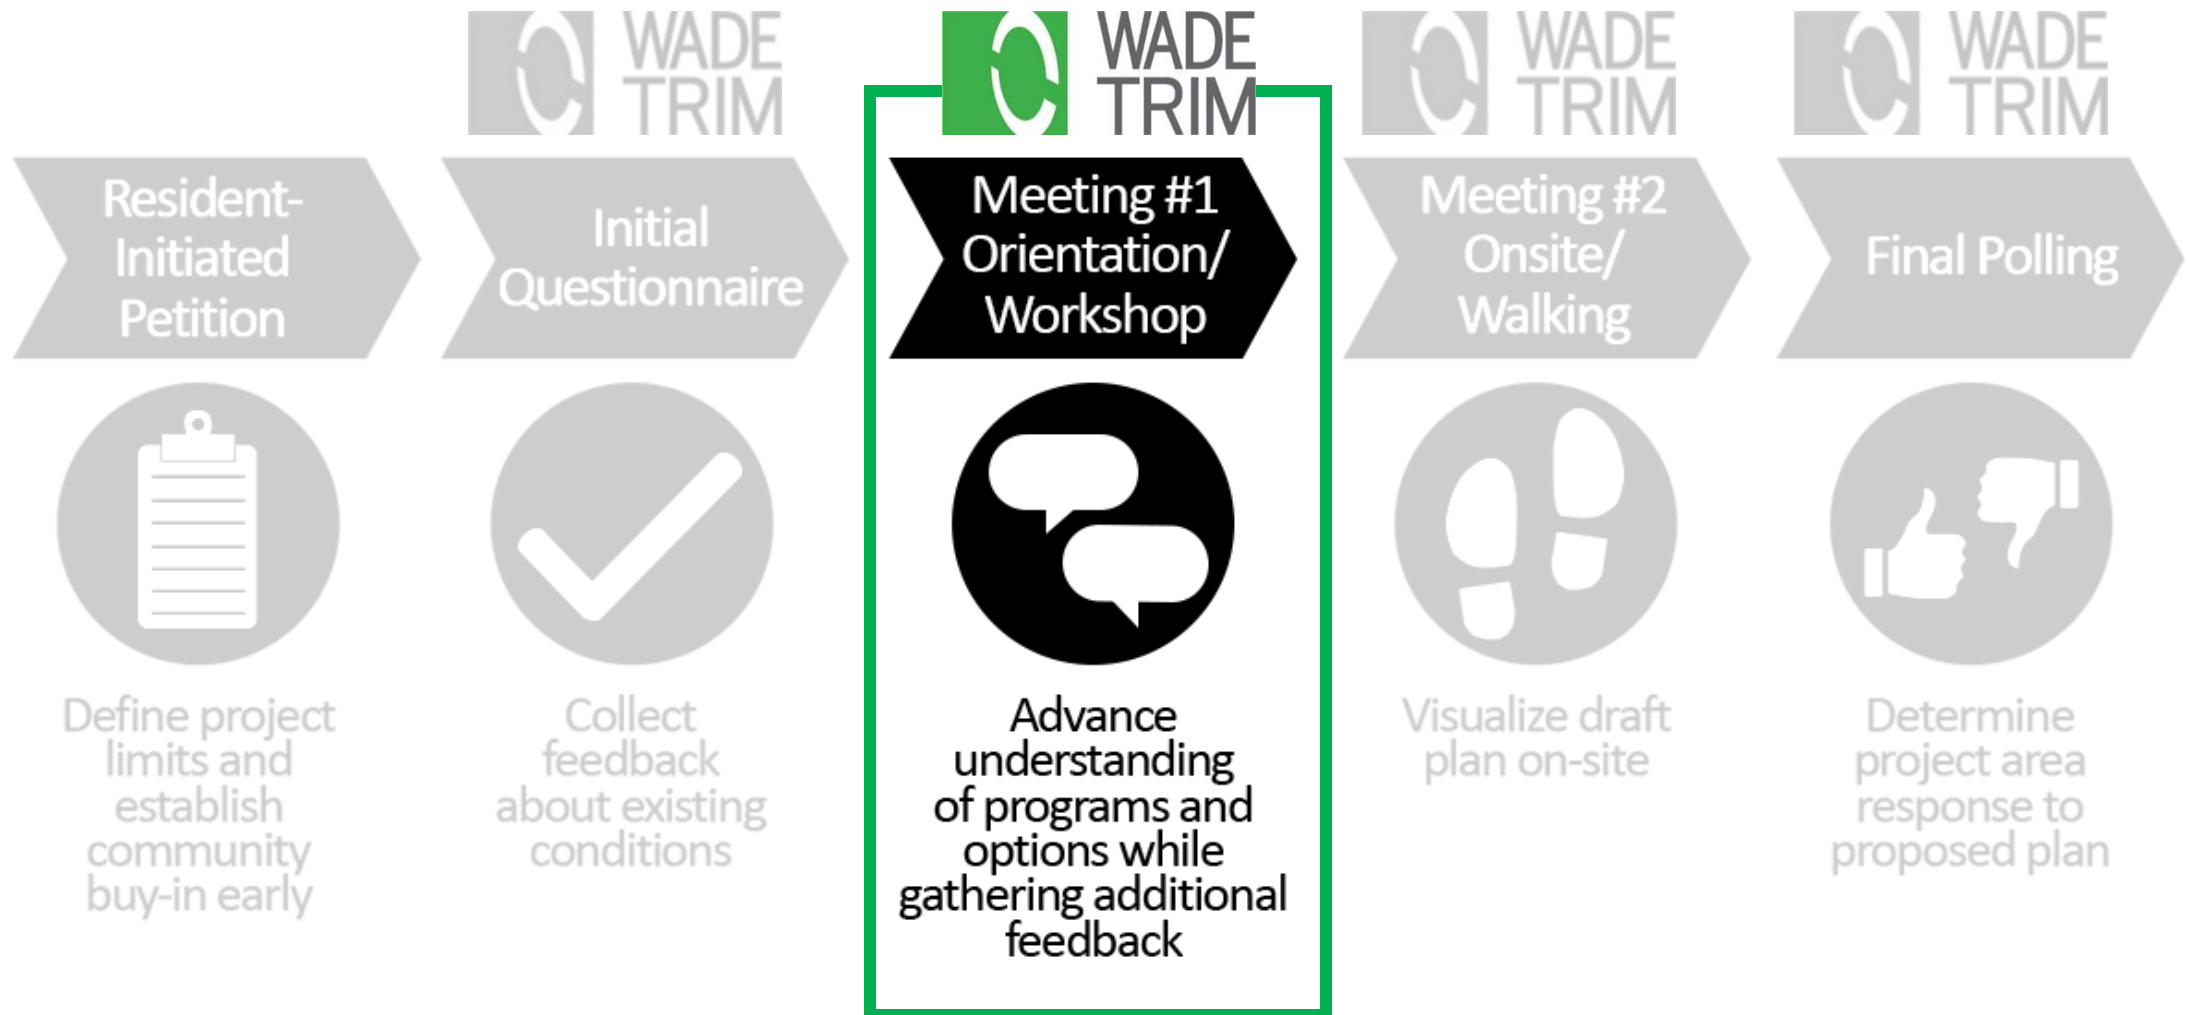 WADE
TRIM
WADE
TRIM
WADE
TRIM
WADE
TRIM
Resident-
Initiated
Petition
Initial
Questionnaire
Meeting #1
Orientation/
Workshop
Meeting #2
Onsite/
Walking
Final Polling
Define project
limits and
establish
community
buy-in early
Collect
feedback
about existing
conditions
Advance
understanding
of programs and
options while
gathering additional
feedback
Visualize draft
plan on-site
Determine
project area
response to
proposed plan